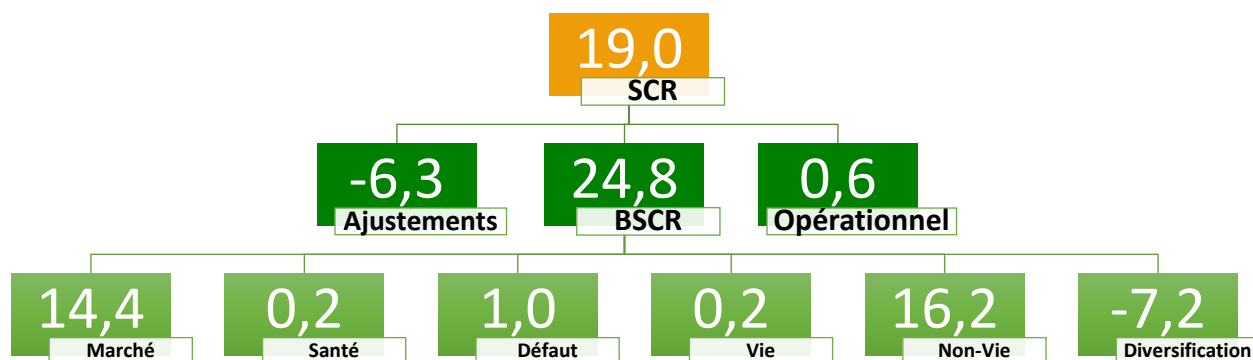 19,0
SCR
-6,3
Ajustements
24,8
BSCR
0,6
Opérationnel
14,4
Marché
0,2
Santé
1,0
Défaut
0,2
Vie
16,2
Non-Vie
-7,2
Diversification